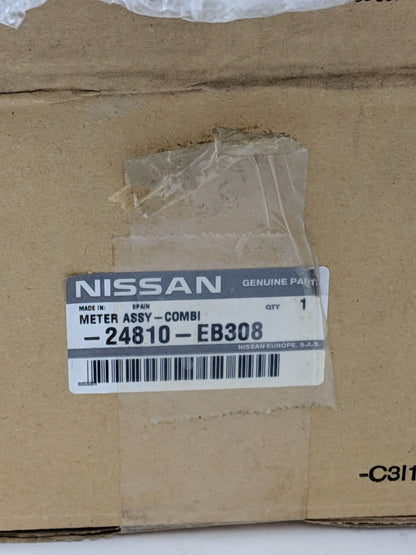 NISSAN GENUINE PARTS
MADE IN: SPAIN QTY 1
METER ASSY-COMBI
-24810-EB308
NISSAN EUROPE, S.A.S.
-C3I1